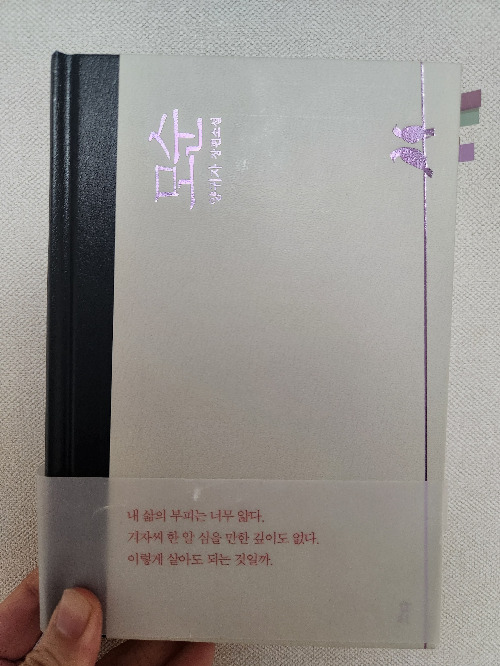 모순
양귀자 장편소설
내 삶의 부피는 너무 얇다.
겨자씨 한 알 심을 만한 깊이도 없다.
이렇게 살아도 되는 것일까.